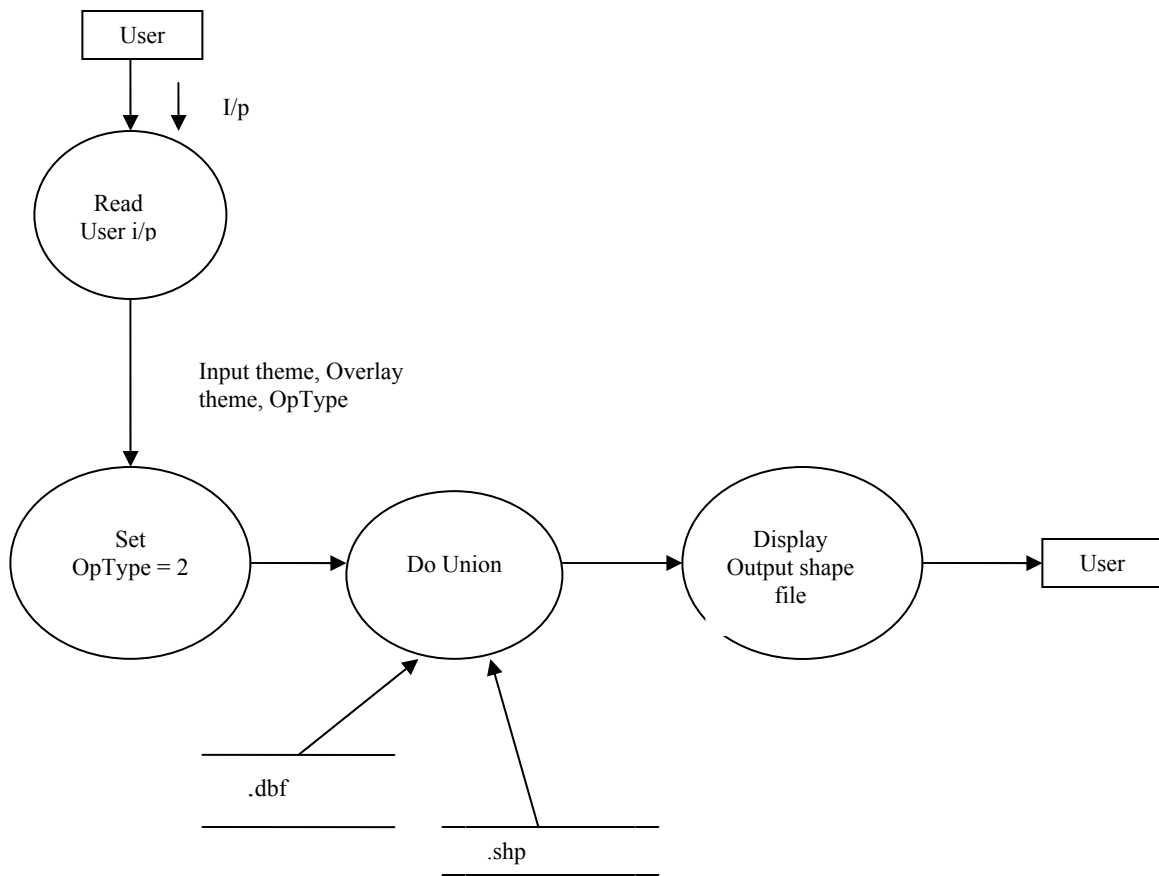 User
I/p
Read
User i/p
Input theme, Overlay
theme, OpType
Set
OpType = 2
Do Union
Display
Output shape
file
User
.dbf
.shp